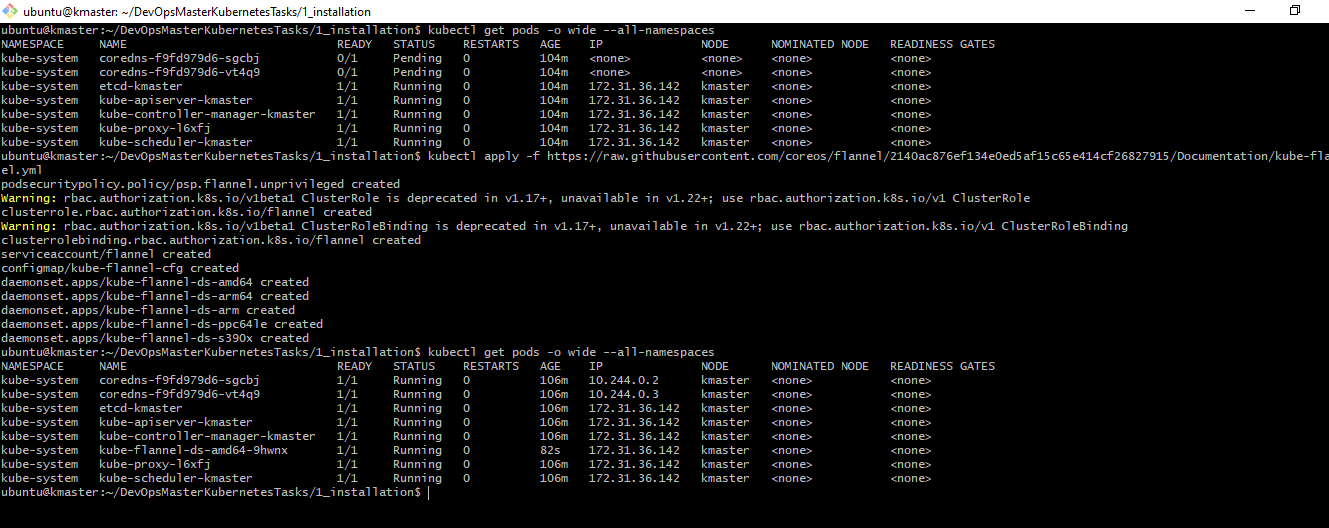 ubuntu@kmaster: ~/DevOpsMasterKubernetesTasks/1_installation
ubuntu@kmaster:~/DevOpsMasterKubernetesTasks/1_installation$ kubectl get pods -o wide --all-namespaces
NAMESPACE NAME READY STATUS RESTARTS AGE IP NODE NOMINATED NODE READINESS GATES
kube-system coredns-f9fd979d6-sgcbj 0/1 Pending 0 104m <none> <none> <none> <none>
kube-system coredns-f9fd979d6-vt4q9 0/1 Pending 0 104m <none> <none> <none> <none>
kube-system etcd-kmaster 1/1 Running 0 104m 172.31.36.142 kmaster <none> <none>
kube-system kube-apiserver-kmaster 1/1 Running 0 104m 172.31.36.142 kmaster <none> <none>
kube-system kube-controller-manager-kmaster 1/1 Running 0 104m 172.31.36.142 kmaster <none> <none>
kube-system kube-proxy-l6xfj 1/1 Running 0 104m 172.31.36.142 kmaster <none> <none>
kube-system kube-scheduler-kmaster 1/1 Running 0 104m 172.31.36.142 kmaster <none> <none>
ubuntu@kmaster:~/DevOpsMasterKubernetesTasks/1_installation$ kubectl apply -f https://raw.githubusercontent.com/coreos/flannel/2140ac876ef134e0ed5af15c65e414cf26827915/Documentation/kube-fla
el.yml
podsecuritypolicy.policy/psp.flannel.unprivileged created
Warning: rbac.authorization.k8s.io/v1beta1 ClusterRole is deprecated in v1.17+, unavailable in v1.22+; use rbac.authorization.k8s.io/v1 ClusterRole
clusterrole.rbac.authorization.k8s.io/flannel created
Warning: rbac.authorization.k8s.io/v1beta1 ClusterRoleBinding is deprecated in v1.17+, unavailable in v1.22+; use rbac.authorization.k8s.io/v1 ClusterRoleBinding
clusterrolebinding.rbac.authorization.k8s.io/flannel created
serviceaccount/flannel created
configmap/kube-flannel-cfg created
daemonset.apps/kube-flannel-ds-amd64 created
daemonset.apps/kube-flannel-ds-arm64 created
daemonset.apps/kube-flannel-ds-arm created
daemonset.apps/kube-flannel-ds-ppc64le created
daemonset.apps/kube-flannel-ds-s390x created
ubuntu@kmaster:~/DevOpsMasterKubernetesTasks/1_installation$ kubectl get pods -o wide --all-namespaces
NAMESPACE NAME READY STATUS RESTARTS AGE IP NODE NOMINATED NODE READINESS GATES
kube-system coredns-f9fd979d6-sgcbj 1/1 Running 0 106m 10.244.0.2 kmaster <none> <none>
kube-system coredns-f9fd979d6-vt4q9 1/1 Running 0 106m 10.244.0.3 kmaster <none> <none>
kube-system etcd-kmaster 1/1 Running 0 106m 172.31.36.142 kmaster <none> <none>
kube-system kube-apiserver-kmaster 1/1 Running 0 106m 172.31.36.142 kmaster <none> <none>
kube-system kube-controller-manager-kmaster 1/1 Running 0 106m 172.31.36.142 kmaster <none> <none>
kube-system kube-flannel-ds-amd64-9hwnx 1/1 Running 0 82s 172.31.36.142 kmaster <none> <none>
kube-system kube-proxy-l6xfj 1/1 Running 0 106m 172.31.36.142 kmaster <none> <none>
kube-system kube-scheduler-kmaster 1/1 Running 0 106m 172.31.36.142 kmaster <none> <none>
ubuntu@kmaster:~/DevOpsMasterKubernetesTasks/1_installation$